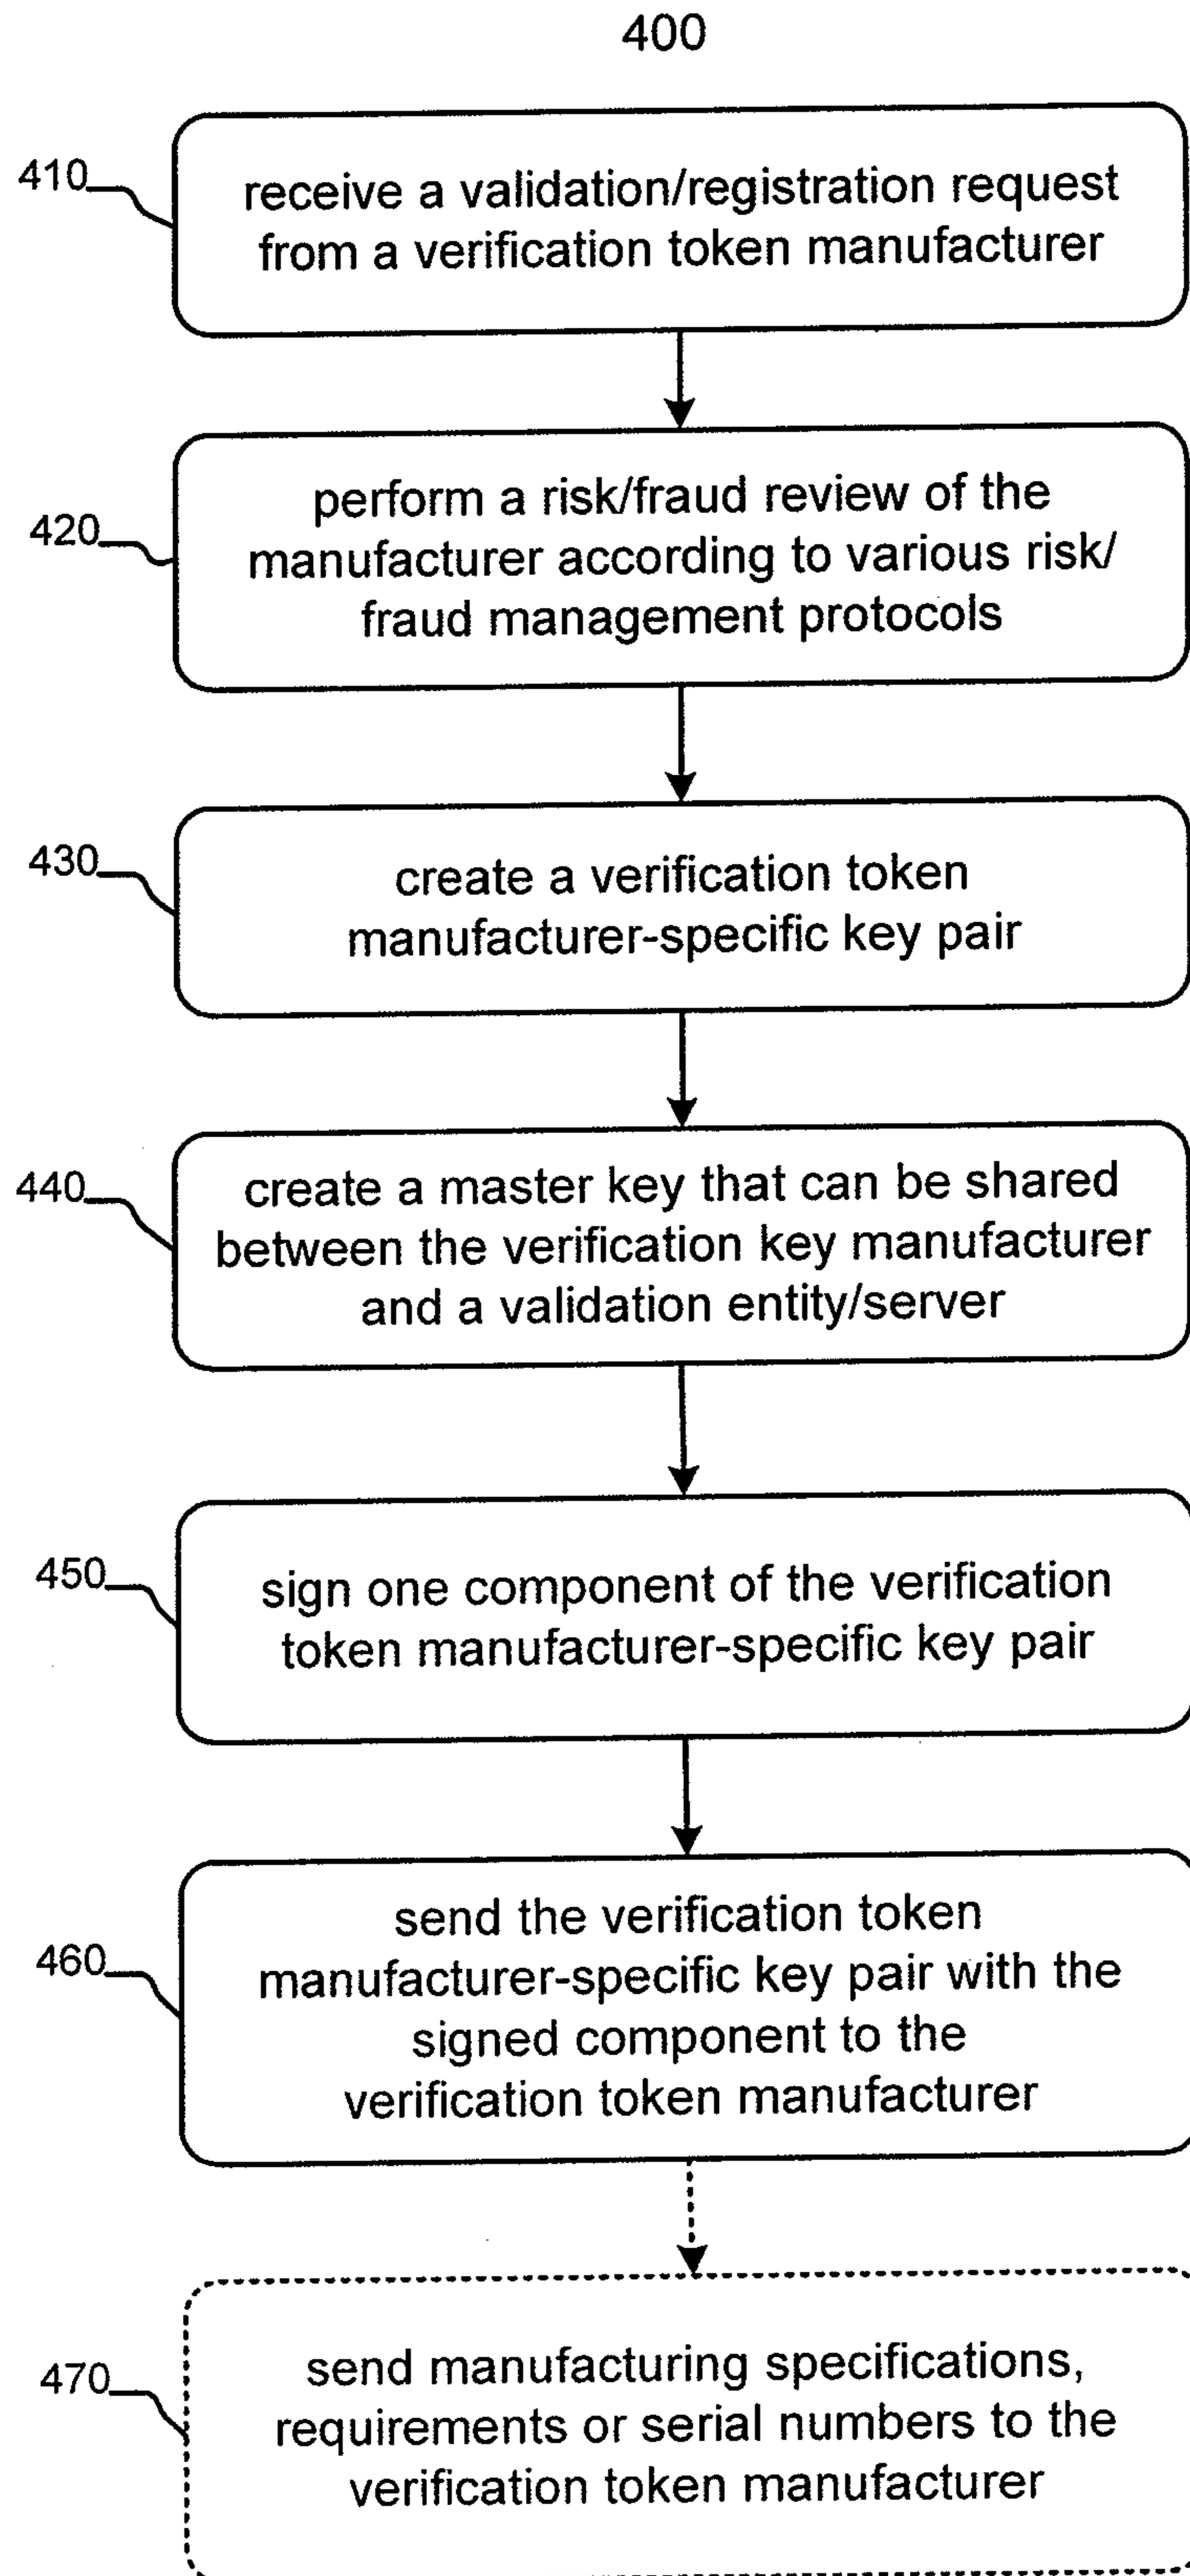 400
410
receive a validation/registration request
from a verification token manufacturer
420
perform a risk/fraud review of the
manufacturer according to various risk/
fraud management protocols
430
create a verification token
manufacturer-specific key pair
440
create a master key that can be shared
between the verification key manufacturer
and a validation entity/server
450
sign one component of the verification
token manufacturer-specific key pair
460
send the verification token
manufacturer-specific key pair with the
signed component to the
verification token manufacturer
470
send manufacturing specifications,
requirements or serial numbers to the
verification token manufacturer